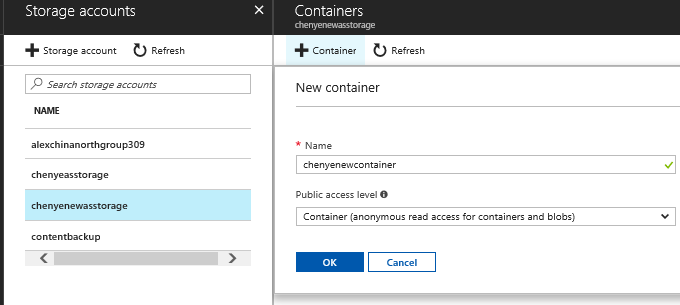 Storage accounts
Storage account
Refresh
Search storage accounts
NAME
alexchinanorthgroup309
chenyeasstorage
chenyenewasstorage
contentbackup
Containers
chenyenewasstorage
Container
Refresh
New container
* Name
chenyenewcontainer
Public access level
Container (anonymous read access for containers and blobs)
OK
Cancel